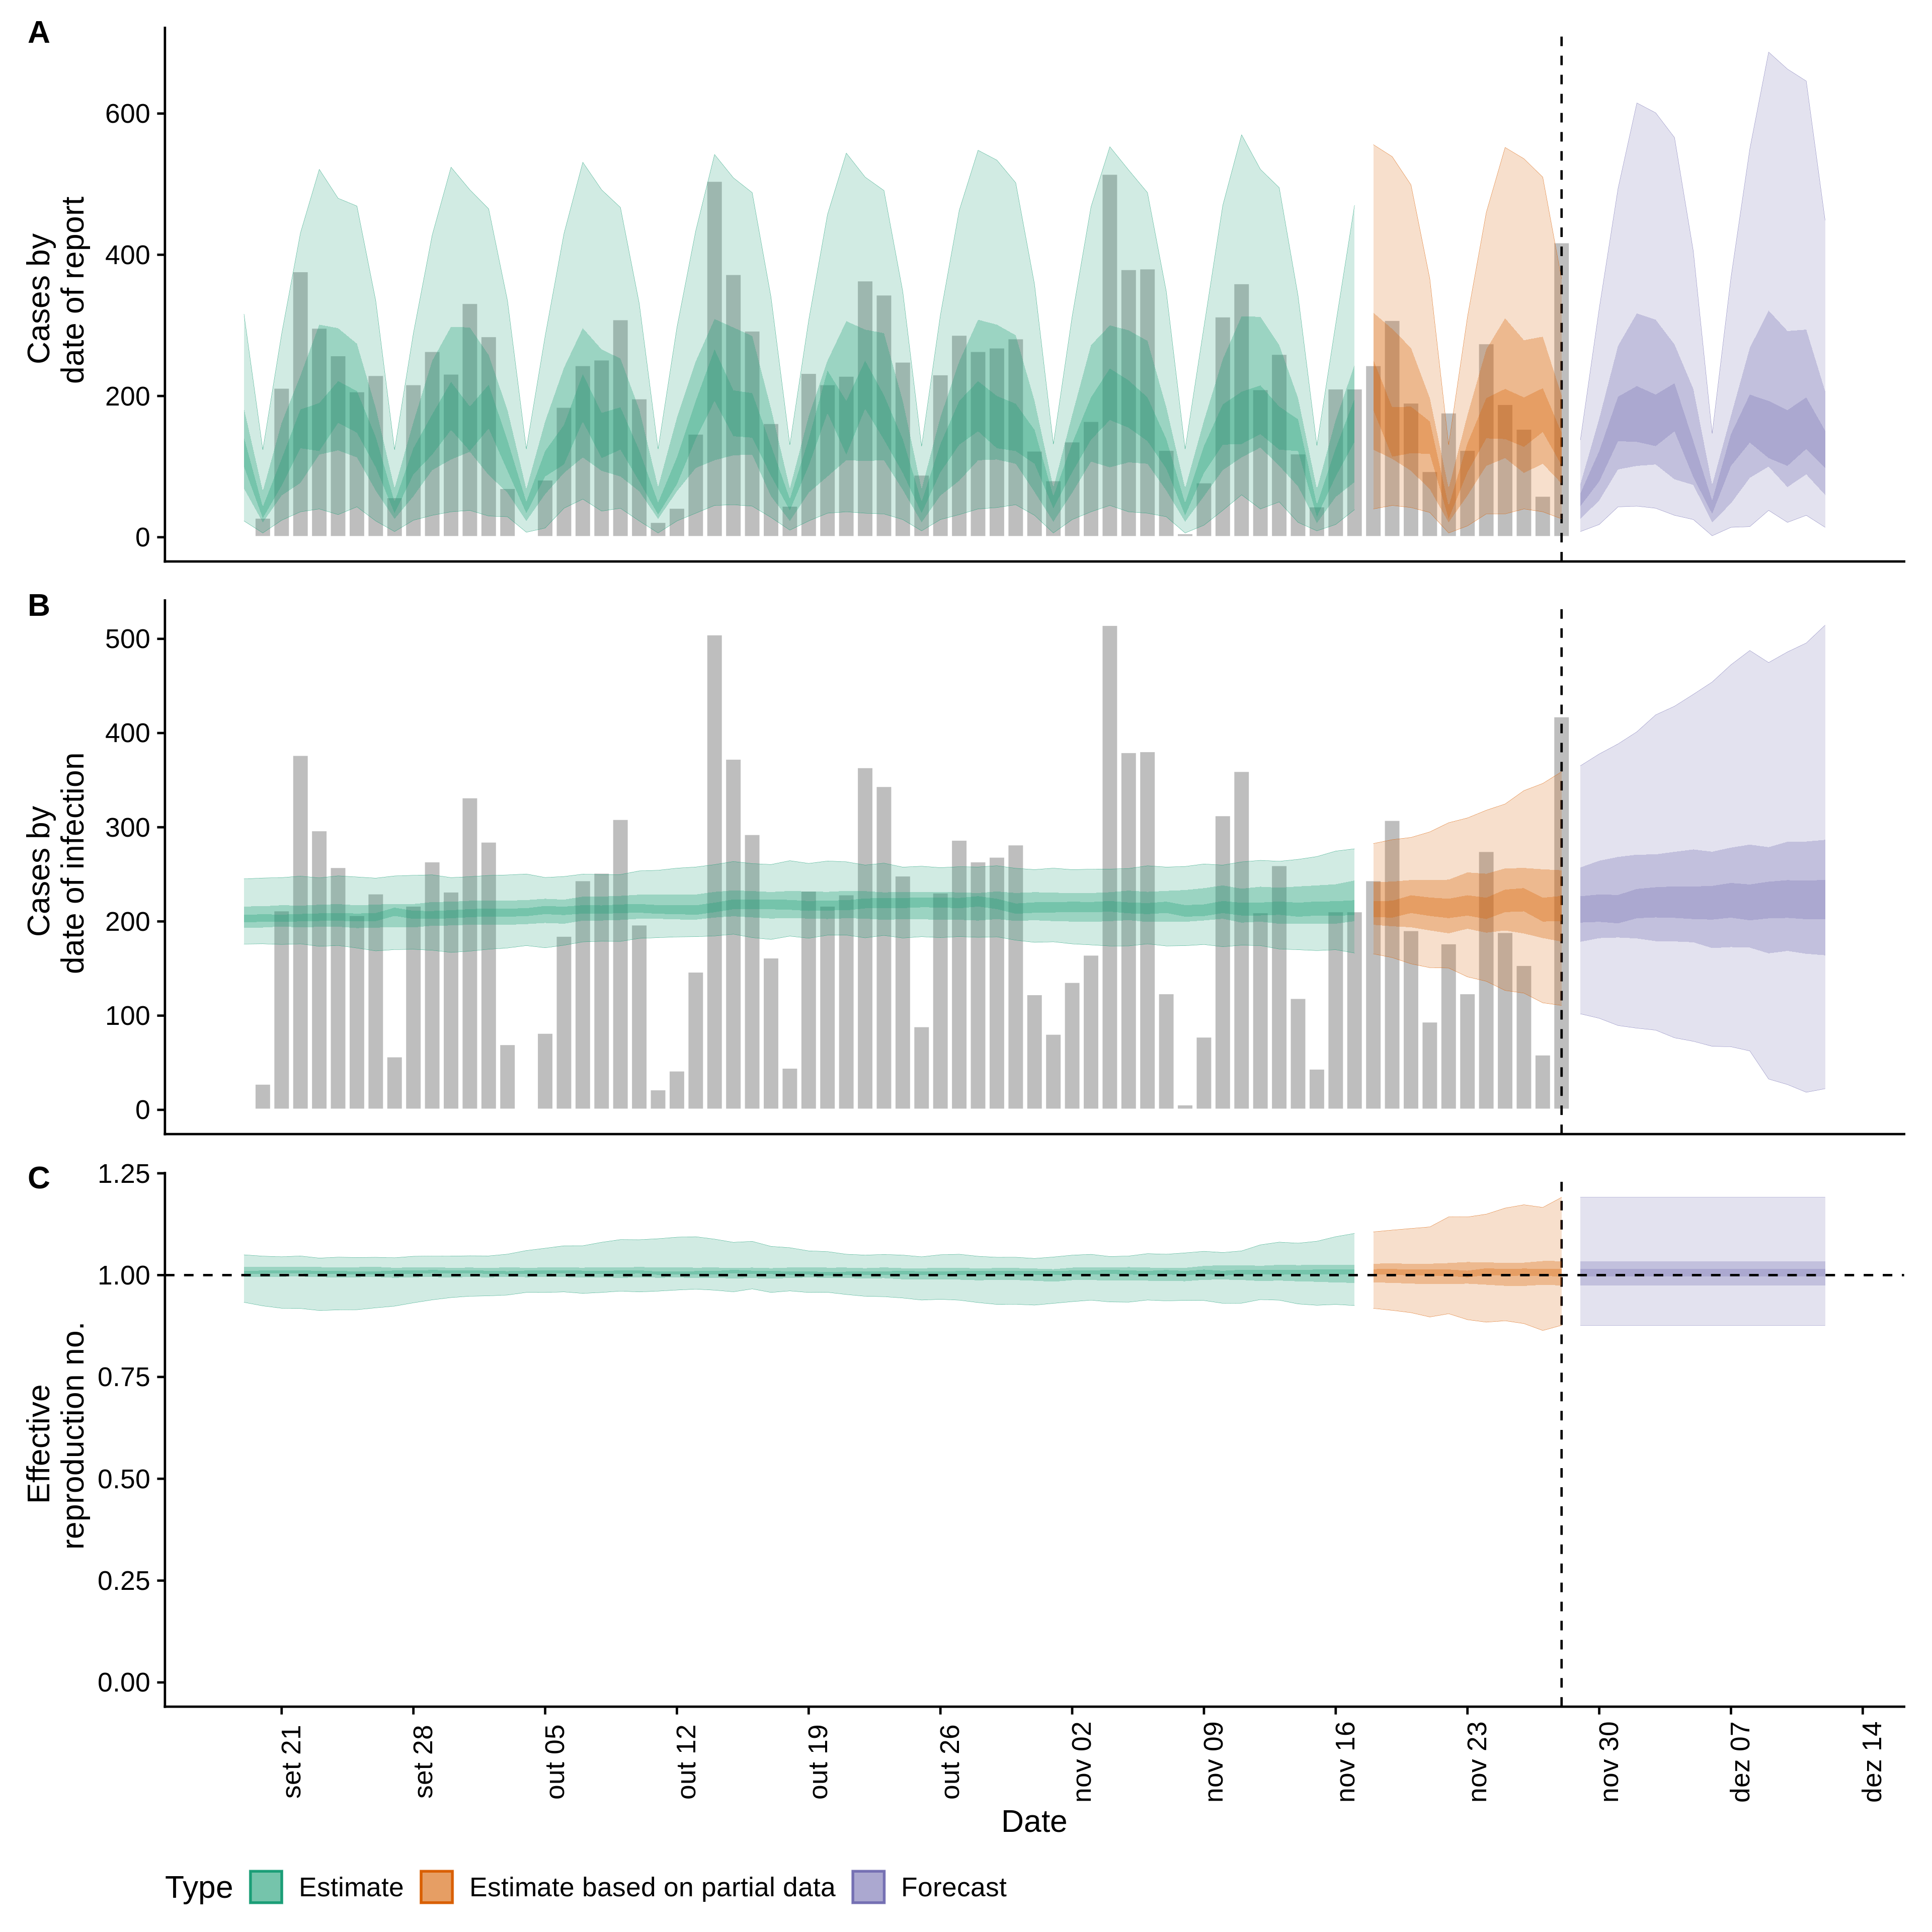 A
Cases by
date of report
600
400
200
0
B
Cases by
date of infection
500
400
300
200
100
0
C
Effective
reproduction no.
1.25
1.00
0.75
0.50
0.25
0.00
set 21
set 28
out 05
out 12
out 19
out 26
nov 02
nov 09
nov 16
nov 23
nov 30
dez 07
dez 14
Date
Type Estimate Estimate based on partial data Forecast